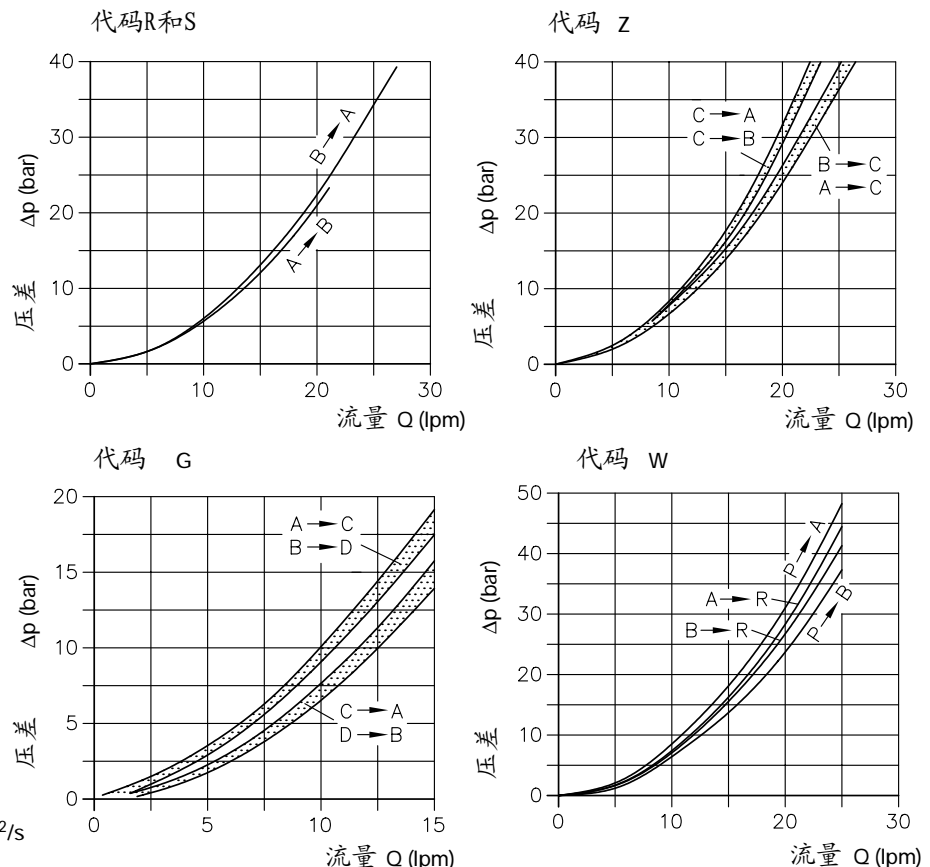 代码R和S
40
30
20
10
0
Δp (bar)
压差
B → A
A → B
0 10 20 30
流量 Q (lpm)
代码 Z
40
30
20
10
0
Δp (bar)
压差
C → A
C → B
B → C
A → C
0 10 20 30
流量 Q (lpm)
代码 G
20
15
10
5
0
Δp (bar)
压差
A → C
B → D
C → A
D → B
0 5 10 15
流量 Q (lpm)
²/s
代码 W
50
40
30
20
10
0
Δp (bar)
压差
P → A
A → R
B → R
P → B
0 10 20 30
流量 Q (lpm)